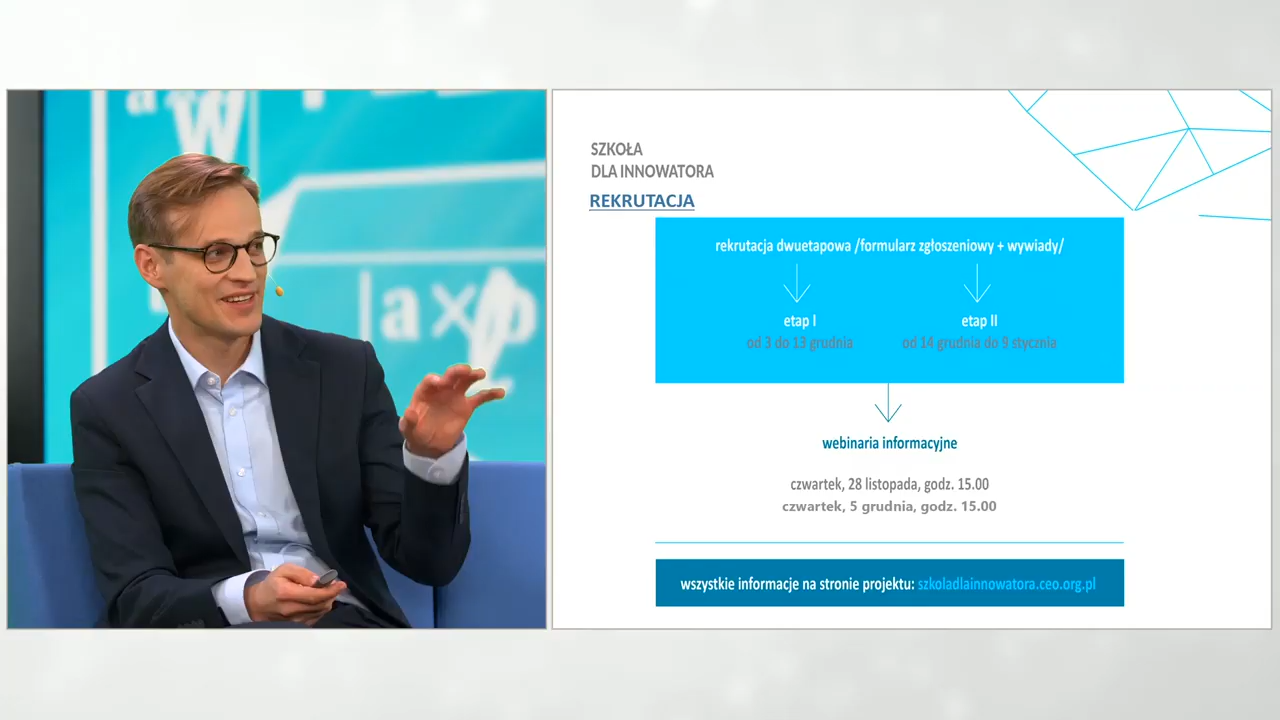 SZKOŁA
DLA INNOWATORA
REKRUTACJA
rekrutacja dwuetapowa /formularz zgłoszeniowy + wywiady/
etap I
etap II
od 3 do 13 grudnia
od 14 grudnia do 9 stycznia
webinaria informacyjne
czwartek, 28 listopada, godz. 15.00
czwartek, 5 grudnia, godz. 15.00
wszystkie informacje na stronie projektu: szkoladlainnowatora.ceo.org.pl